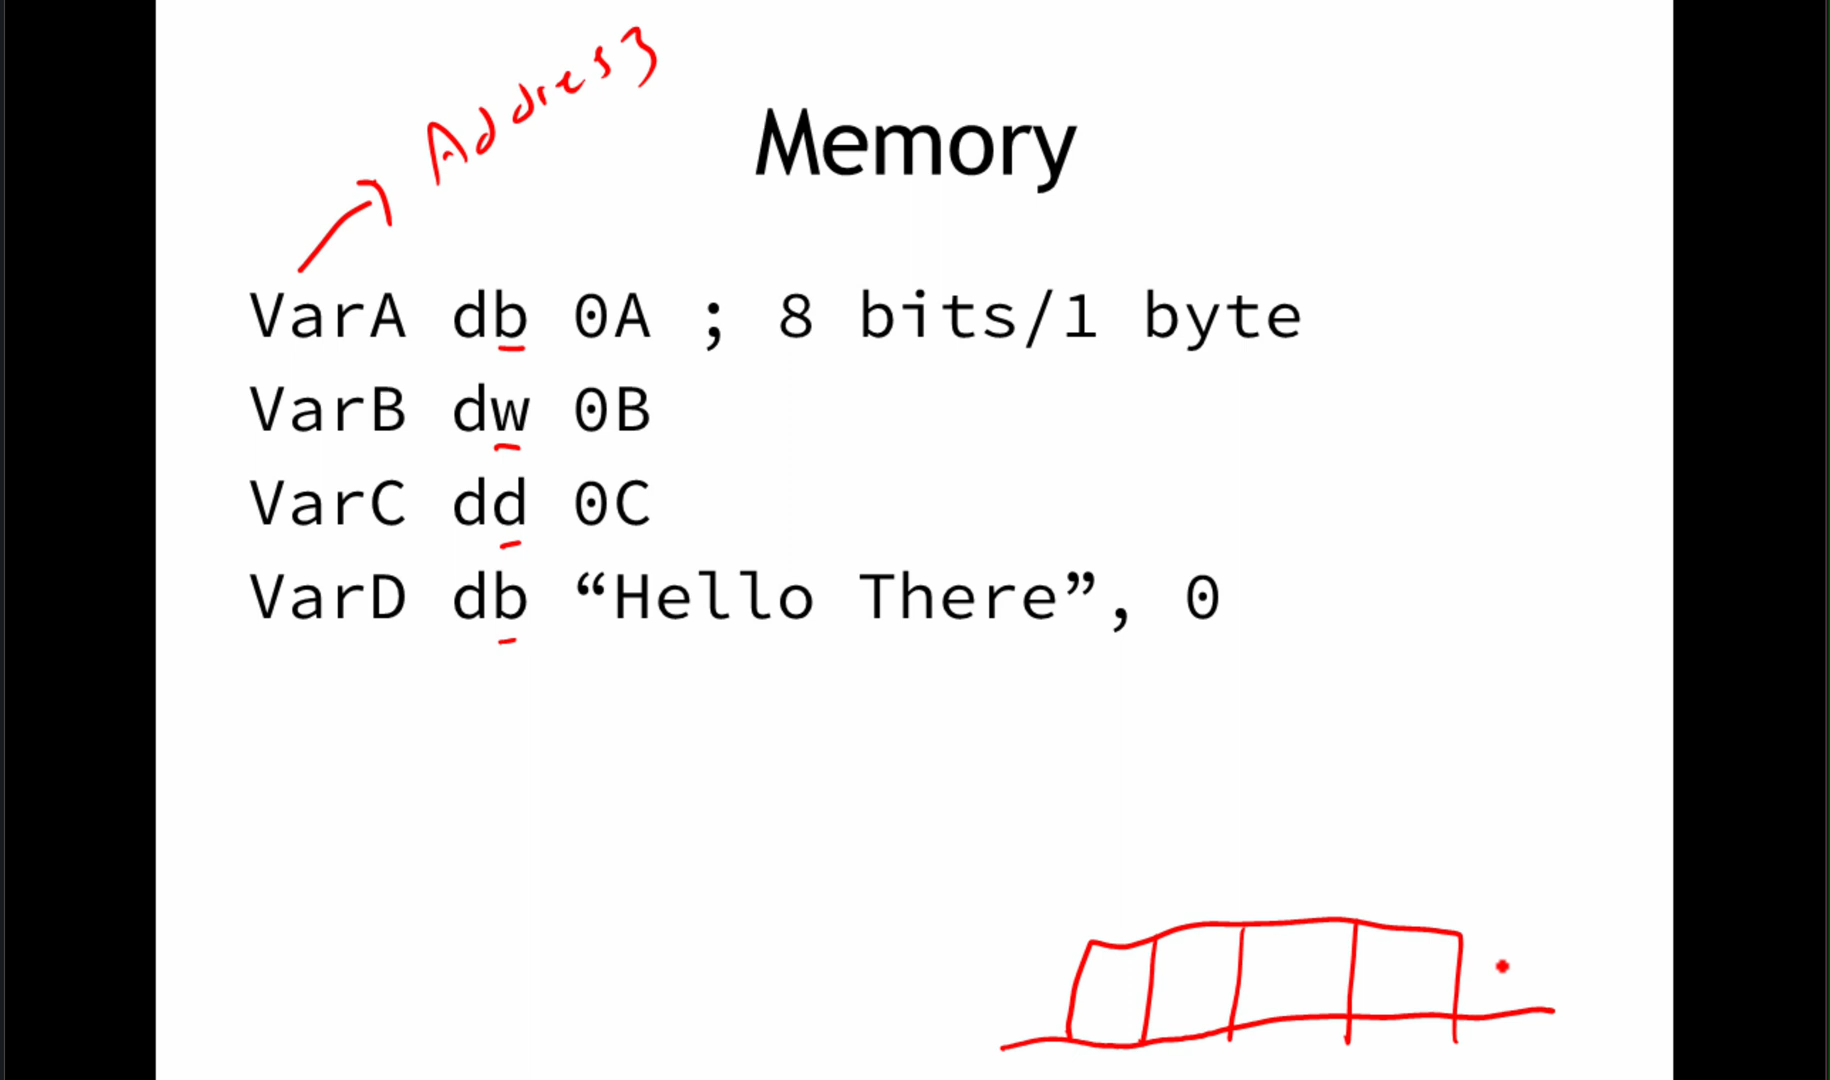 Address
Memory
VarA db 0A ; 8 bits/1 byte
VarB dw 0B
VarC dd 0C
VarD db “Hello There”, 0